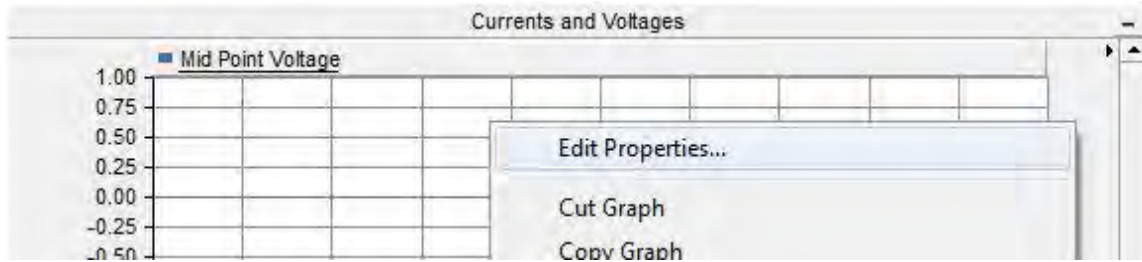 Currents and Voltages
Mid Point Voltage
1.00
0.75
0.50
0.25
0.00
-0.25
-0.50
Edit Properties...
Cut Graph
Copy Graph